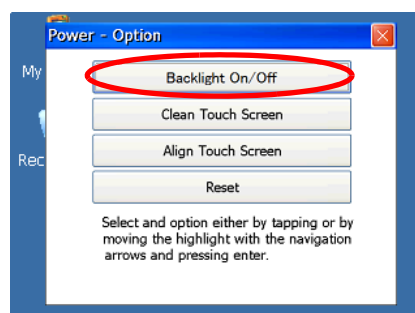 Power - Option
My
Backlight On/Off
Clean Touch Screen
Align Touch Screen
Rec
Reset
Select and option either by tapping or by
moving the highlight with the navigation
arrows and pressing enter.